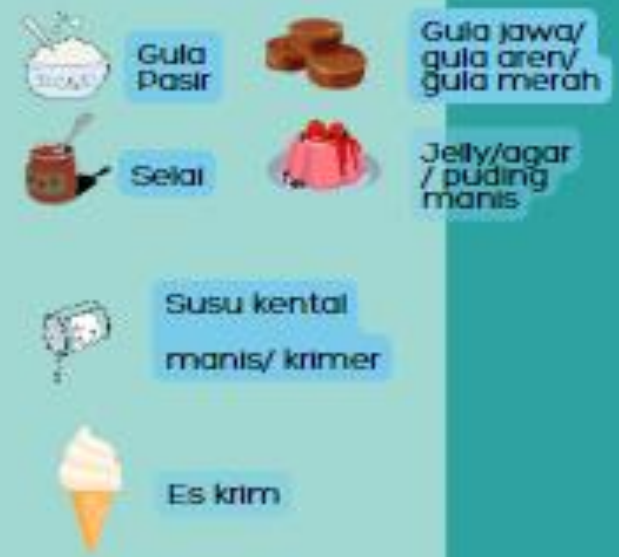 Gula
Pasir
Gula jawa/
gula aren/
gula merah
Selai
Jelly/agar
/ puding
manis
Susu kental
manis/ krimer
Es krim